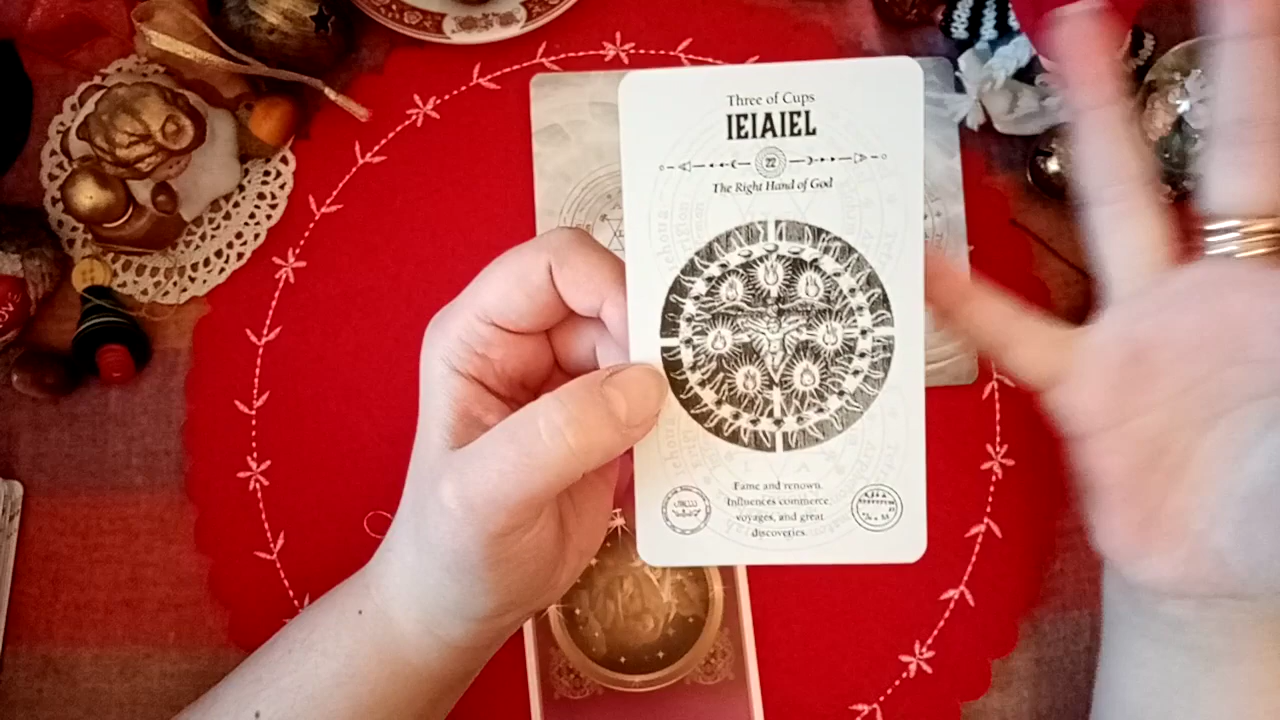 Three of Cups
IEIAIEL
22
The Right Hand of God
Fame and renown.
Influences commerce,
voyages, and great
discoveries.